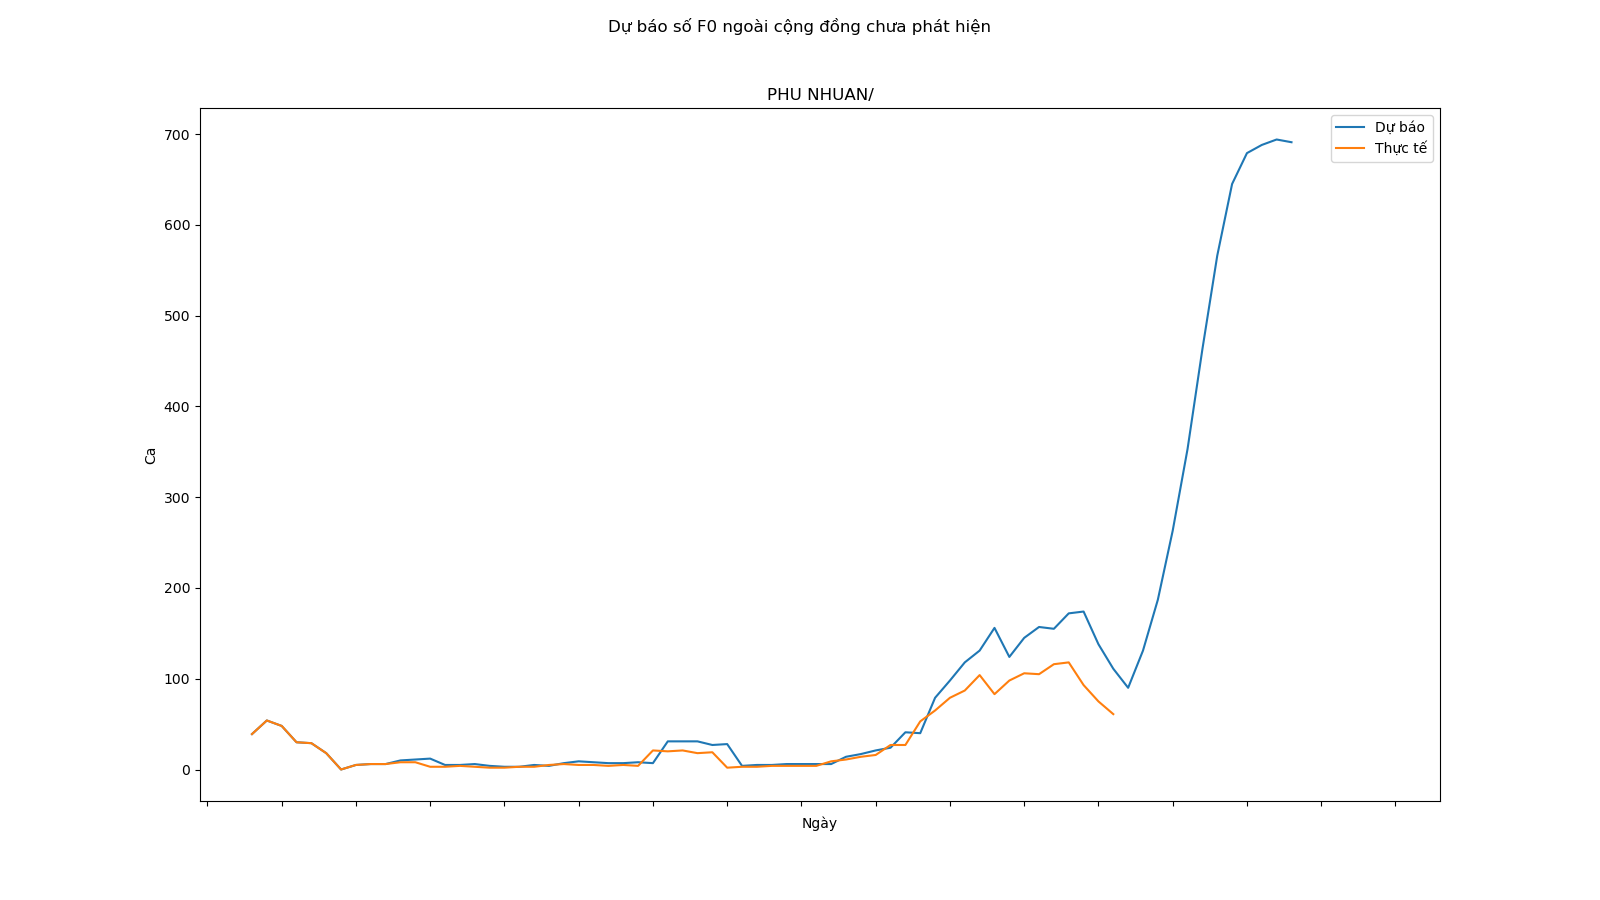 Dự báo số F0 ngoài cộng đồng chưa phát hiện
PHU NHUAN/
Dự báo
Thực tế
700
600
500
400
300
200
100
0
Ca
Ngày